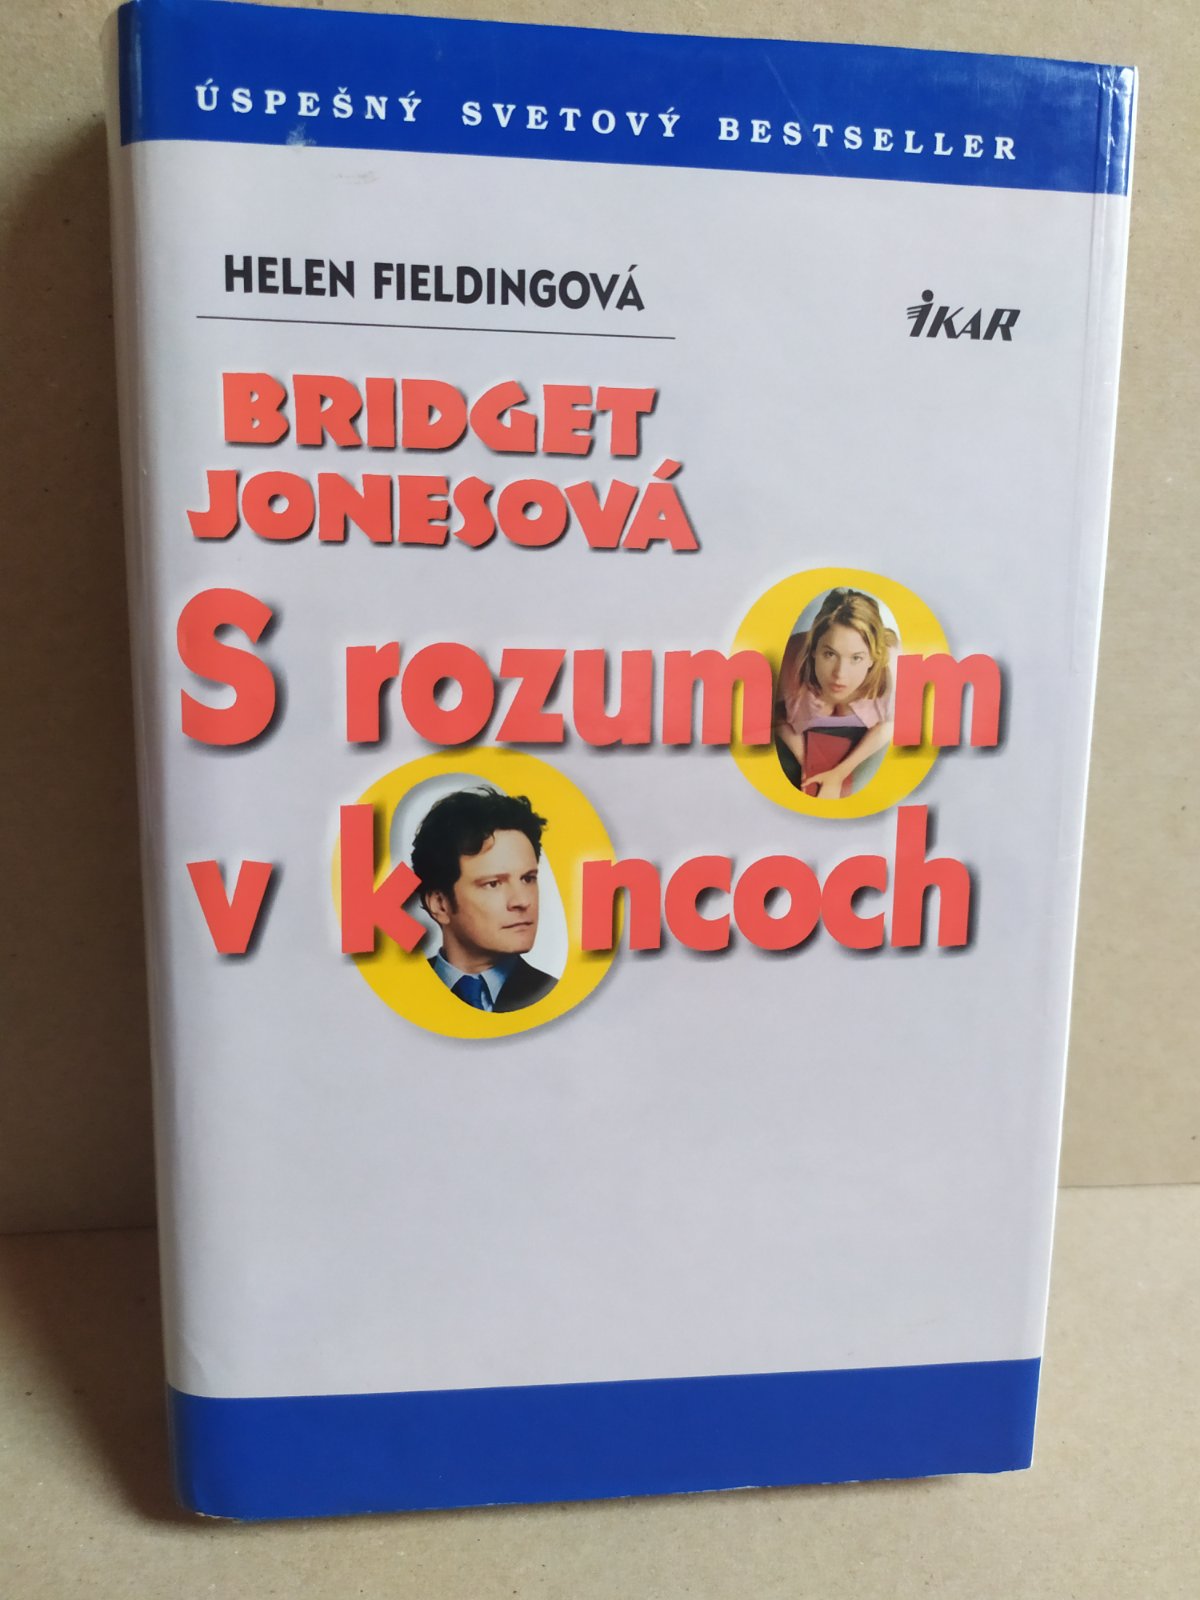 ÚSPEŠNÝ SVETOVÝ BESTSELLER
HELEN FIELDINGOVÁ
IKAR
BRIDGET
JONESOVÁ
S rozumom
v koncoch